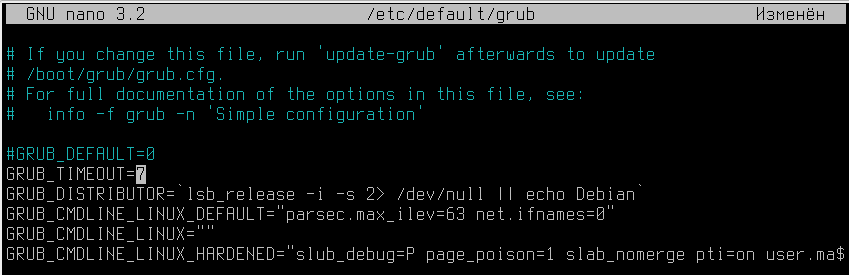 GNU nano 3.2 /etc/default/grub Изменён
# If you change this file, run 'update-grub' afterwards to update
# /boot/grub/grub.cfg.
# For full documentation of the options in this file, see:
#   info -f grub -n 'Simple configuration'
#GRUB_DEFAULT=0
GRUB_TIMEOUT=7
GRUB_DISTRIBUTOR=`lsb_release -i -s 2> /dev/null || echo Debian`
GRUB_CMDLINE_LINUX_DEFAULT="parsec.max_ilev=63 net.ifnames=0"
GRUB_CMDLINE_LINUX=""
GRUB_CMDLINE_LINUX_HARDENED="slub_debug=P page_poison=1 slab_nomerge pti=on user.ma$